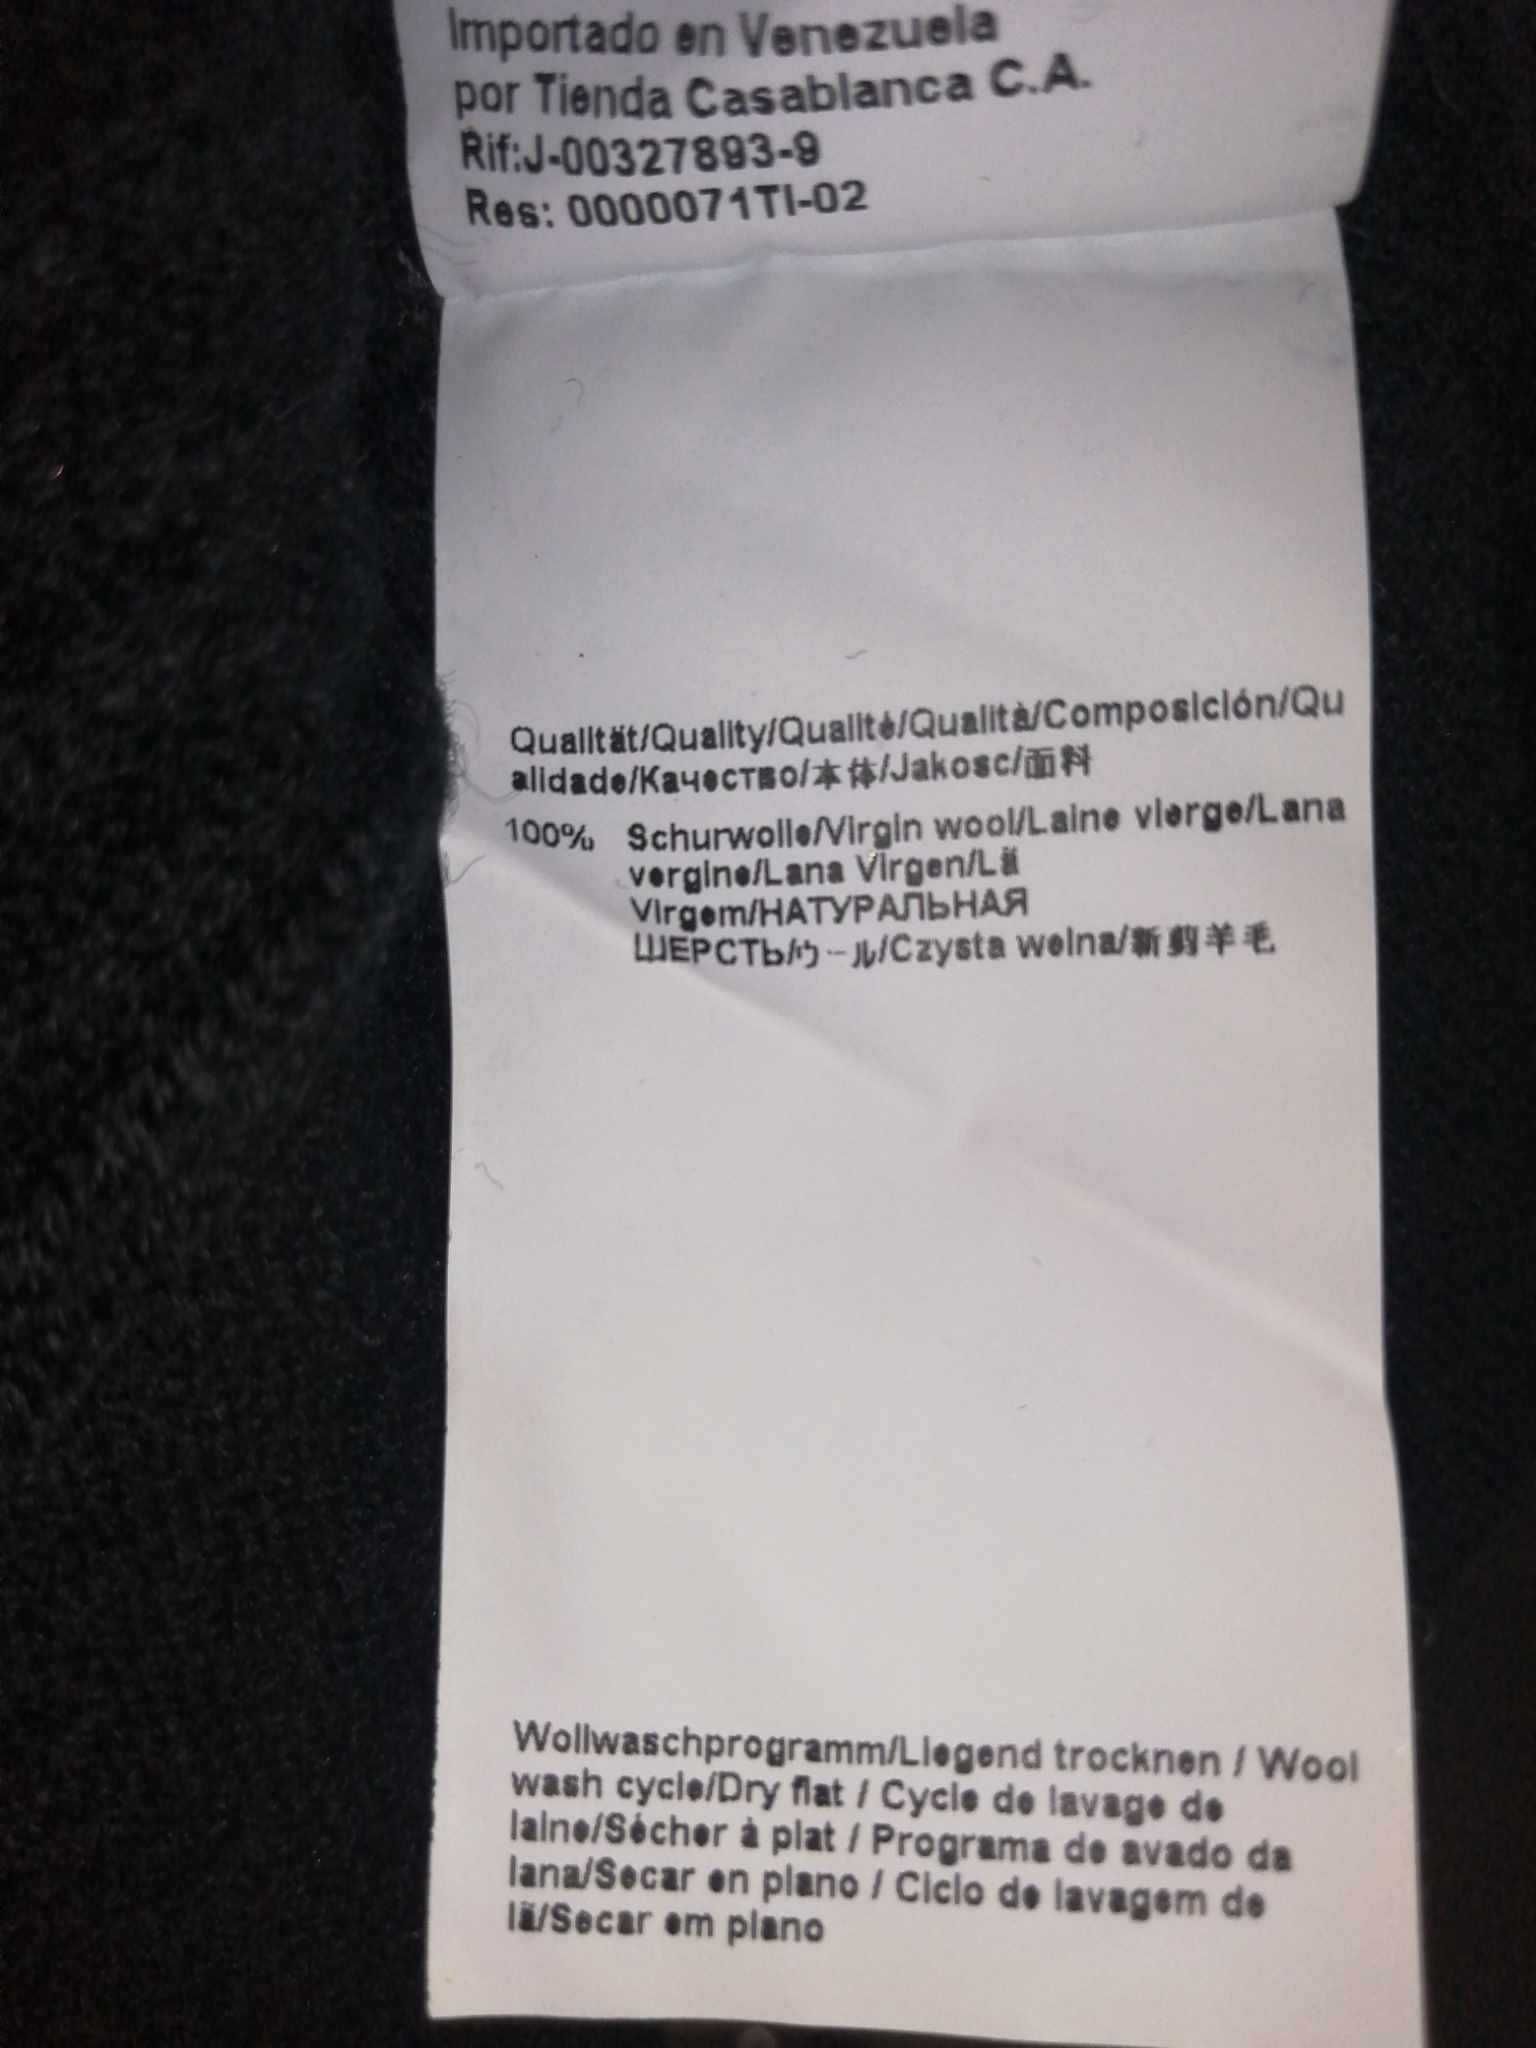 Importado en Venezuela
por Tienda Casablanca C.A.
Rif:J-00327893-9
Res: 0000071TI-02
Qualität/Quality/Qualité/Qualità/Composición/Qu
alidade/Качество/本体/Jakosc/面料
100% Schurwolle/Virgin wool/Laine vierge/Lana
vergine/Lana Virgen/Lã
Virgem/НАТУРАЛЬНАЯ
ШЕРСТЬ/ウール/Czysta welna/新剪羊毛
Wollwaschprogramm/Liegend trocknen / Wool
wash cycle/Dry flat / Cycle de lavage de
laine/Sécher à plat / Programa de avado da
lana/Secar en plano / Ciclo de lavagem de
lã/Secar em plano